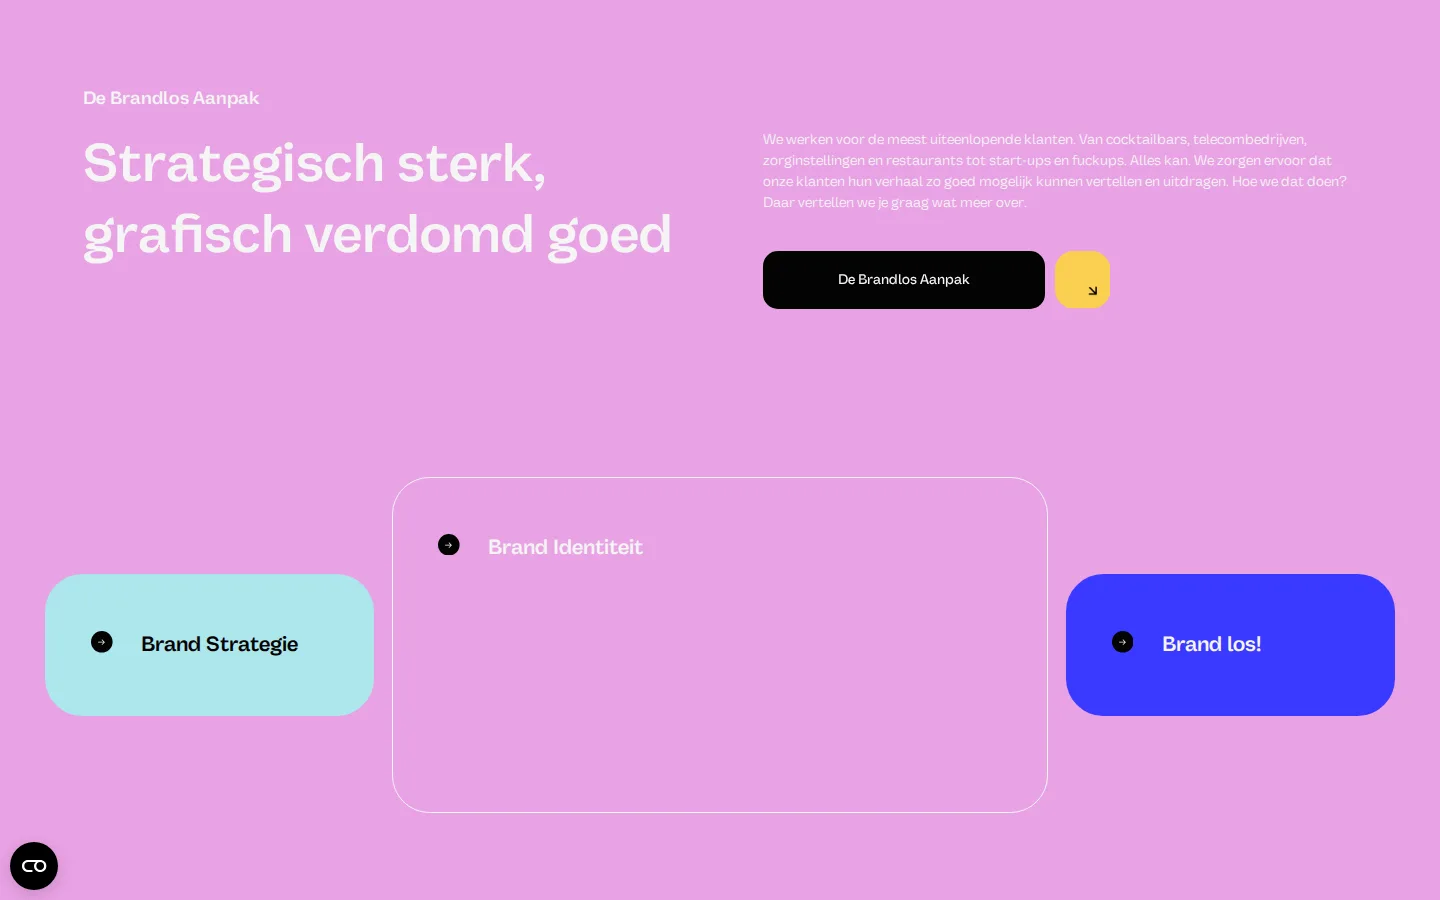 De Brandlos Aanpak
Strategisch sterk,
grafisch verdomd goed
We werken voor de meest uiteenlopende klanten. Van cocktailbars, telecombedrijven,
zorginstellingen en restaurants tot start-ups en fuckups. Alles kan. We zorgen ervoor dat
onze klanten hun verhaal zo goed mogelijk kunnen vertellen en uitdragen. Hoe we dat doen?
Daar vertellen we je graag wat meer over.
De Brandlos Aanpak
Brand Strategie
Brand Identiteit
Brand los!